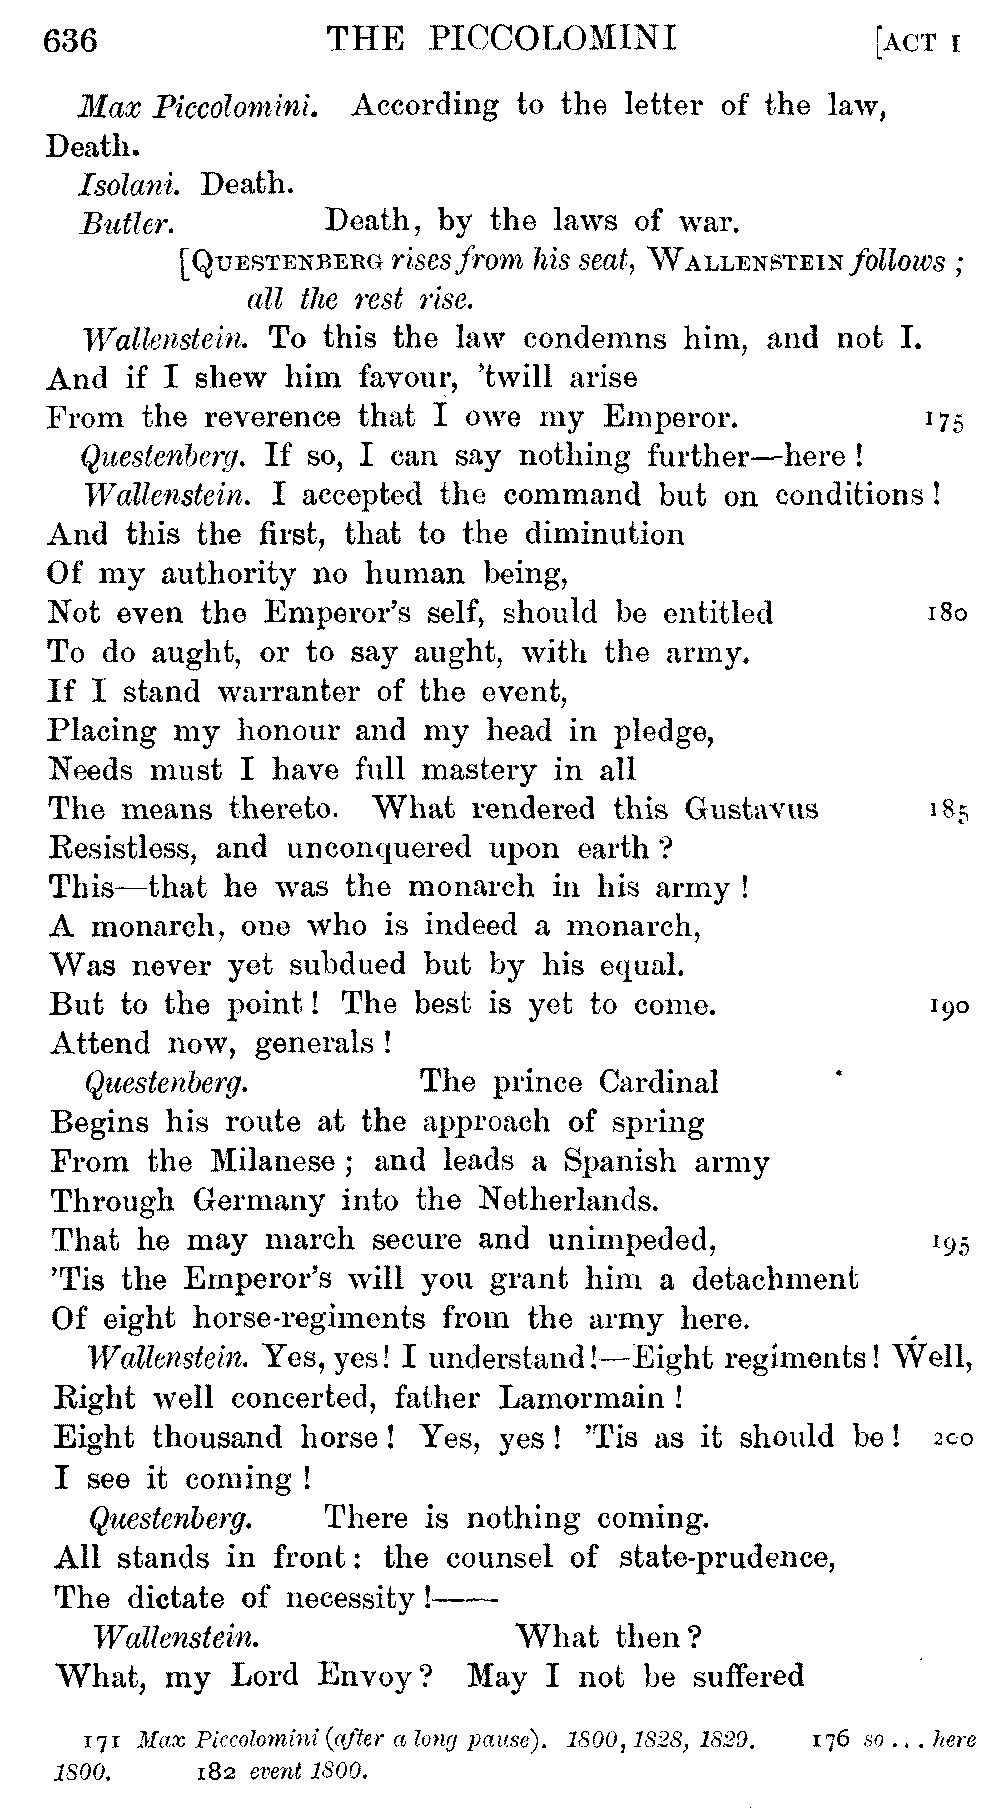 636 THE PICCOLOMINI [ACT I
Max Piccolomini. According to the letter of the law,
Death.
Isolani. Death.
Butler. Death, by the laws of war.
[QUESTENBERG rises from his seat, WALLENSTEIN follows ;
all the rest rise.
Wallenstein. To this the law condemns him, and not I.
And if I shew him favour, 'twill arise
From the reverence that I owe my Emperor. 175
Questenberg. If so, I can say nothing further—here !
Wallenstein. I accepted the command but on conditions !
And this the first, that to the diminution
Of my authority no human being,
Not even the Emperor's self, should be entitled 180
To do aught, or to say aught, with the army.
If I stand warranter of the event,
Placing my honour and my head in pledge,
Needs must I have full mastery in all
The means thereto. What rendered this Gustavus 185
Resistless, and unconquered upon earth ?
This—that he was the monarch in his army !
A monarch, one who is indeed a monarch,
Was never yet subdued but by his equal.
But to the point ! The best is yet to come. 190
Attend now, generals !
Questenberg. The prince Cardinal
Begins his route at the approach of spring
From the Milanese ; and leads a Spanish army
Through Germany into the Netherlands.
That he may march secure and unimpeded, 195
'Tis the Emperor's will you grant him a detachment
Of eight horse-regiments from the army here.
Wallenstein. Yes, yes! I understand!—Eight regiments! Well,
Right well concerted, father Lamormain !
Eight thousand horse ! Yes, yes ! 'Tis as it should be ! 200
I see it coming !
Questenberg. There is nothing coming.
All stands in front : the counsel of state-prudence,
The dictate of necessity !——
Wallenstein. What then ?
What, my Lord Envoy ? May I not be suffered
171 Max Piccolomini (after a long pause). 1800, 1828, 1829. 176 so . . . here
1800. 182 event 1800.